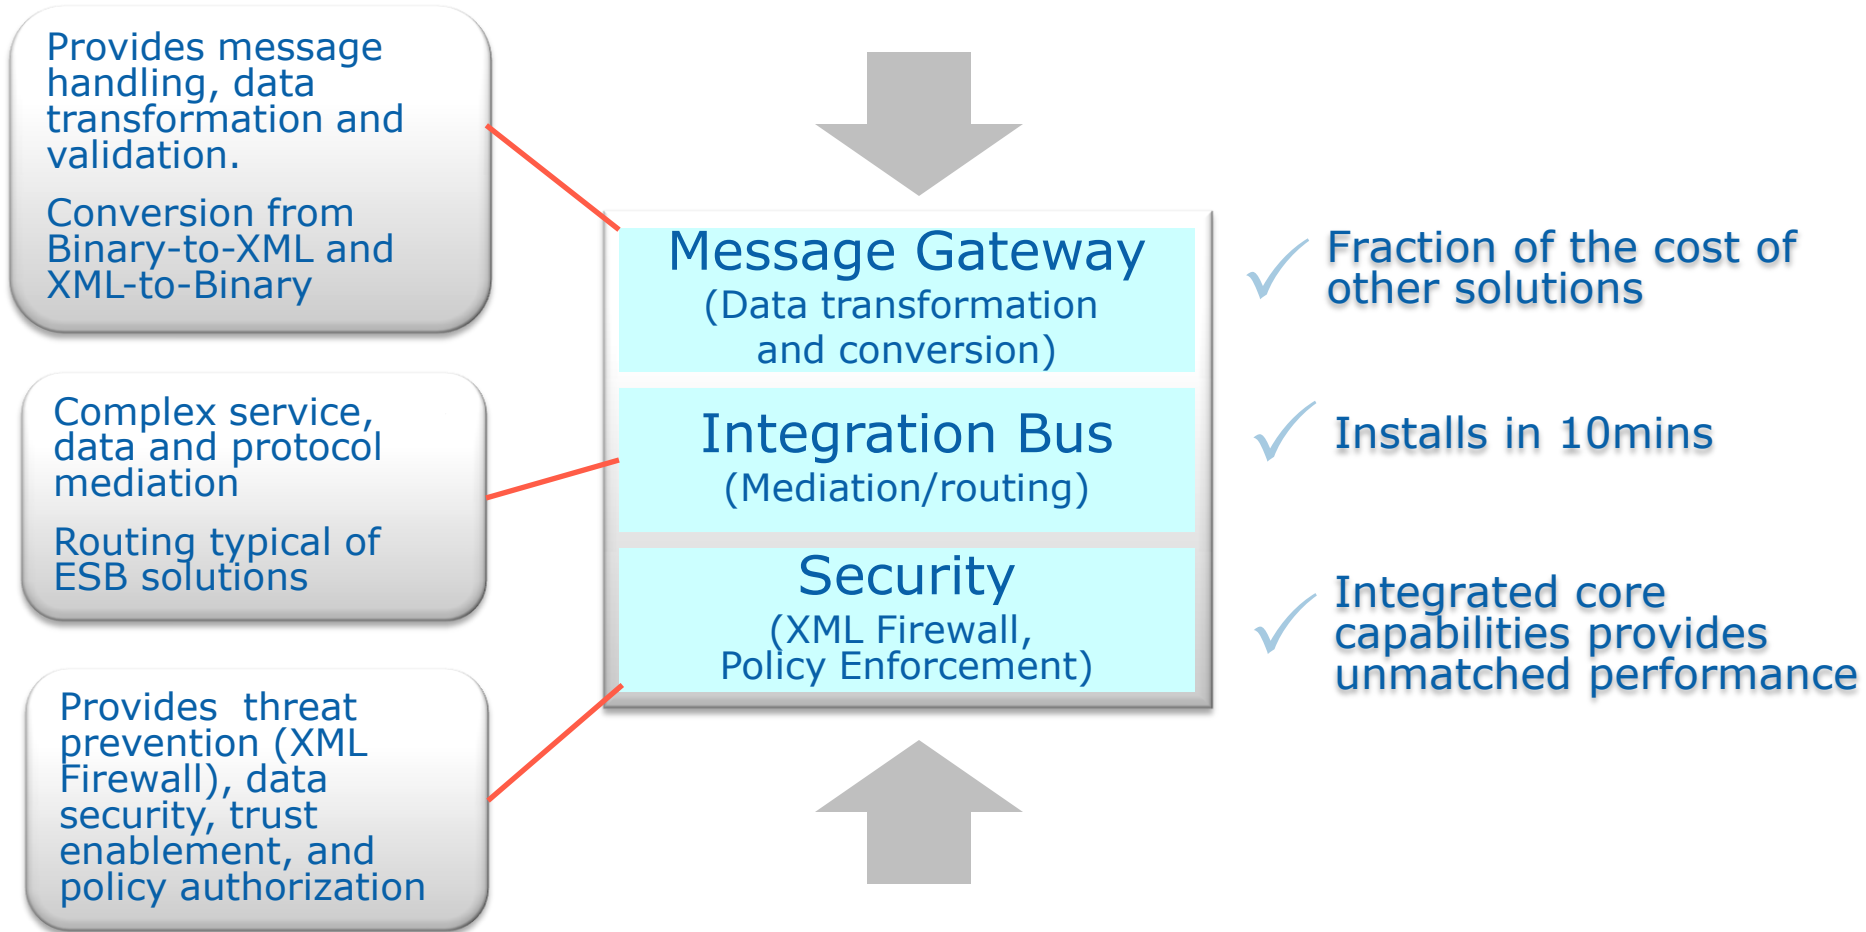 Provides message
handling, data
transformation and
validation.
Conversion from
Binary-to-XML and
XML-to-Binary
Complex service,
data and protocol
mediation
Routing typical of
ESB solutions
Provides  threat
prevention (XML
Firewall), data
security, trust
enablement, and
policy authorization
Message Gateway
(Data transformation
and conversion)
Integration Bus
(Mediation/routing)
Security
(XML Firewall,
Policy Enforcement)
Fraction of the cost of
other solutions
Installs in 10mins
Integrated core
capabilities provides
unmatched performance